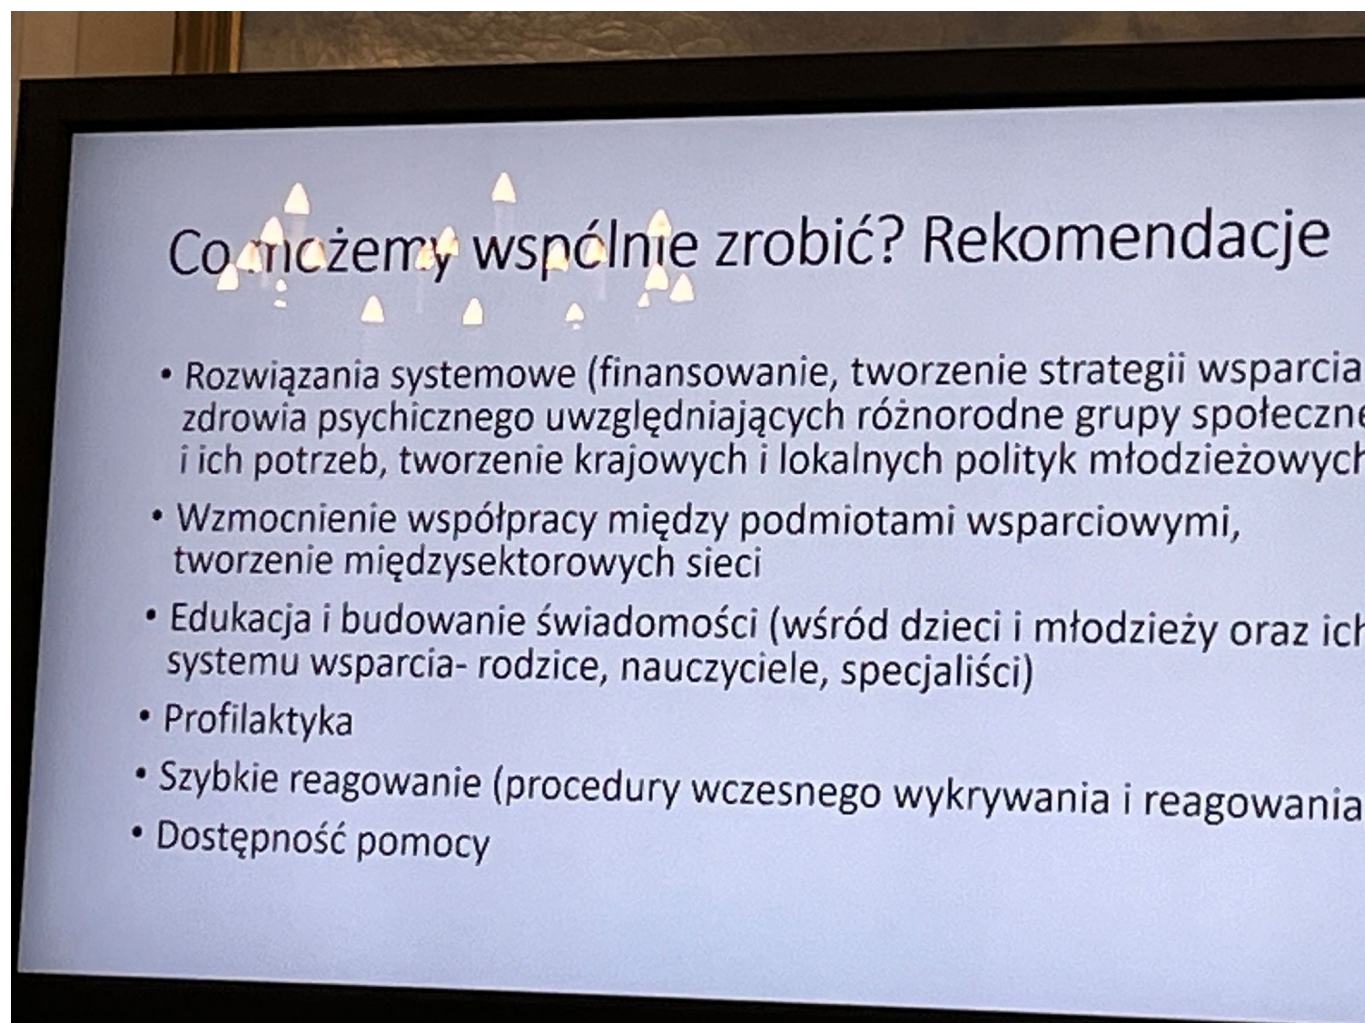 Co możemy wspólnie zrobić? Rekomendacje
• Rozwiązania systemowe (finansowanie, tworzenie strategii wsparcia
zdrowia psychicznego uwzględniających różnorodne grupy społeczne
i ich potrzeb, tworzenie krajowych i lokalnych polityk młodzieżowych
• Wzmocnienie współpracy między podmiotami wsparciowymi,
tworzenie międzysektorowych sieci
• Edukacja i budowanie świadomości (wśród dzieci i młodzieży oraz ich
systemu wsparcia- rodzice, nauczyciele, specjaliści)
• Profilaktyka
• Szybkie reagowanie (procedury wczesnego wykrywania i reagowania
• Dostępność pomocy